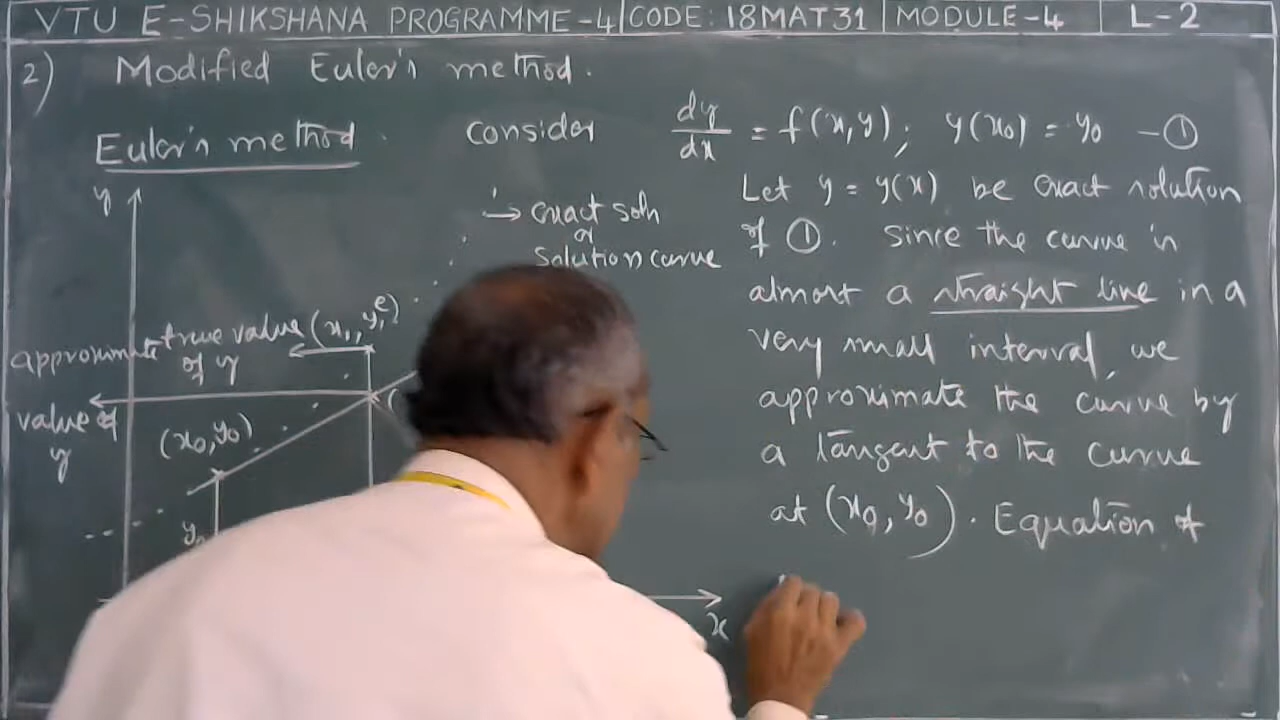 VTU E-SHIKSHANA PROGRAMME-4 | CODE: 18MAT31 | MODULE-4 | L-2
2) Modified Euler's method.
Euler's method. consider dy/dx = f(x,y); y(x0) = y0 -①
y
Let y = y(x) be exact solution
→ exact soln
or
Solution curve
of ①. Since the curve is
almost a straight line in a
very small interval, we
approximate the curve by
a tangent to the curve
at (x0, y0). Equation of
true value (x1, y1^e)
of y
approximate
value of
y
(x0, y0)
y0
x